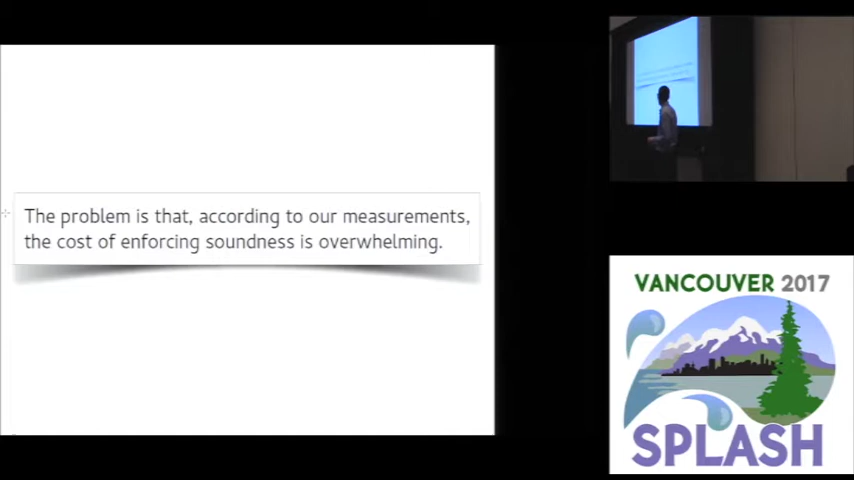 The problem is that, according to our measurements,
the cost of enforcing soundness is overwhelming.
VANCOUVER 2017
SPLASH